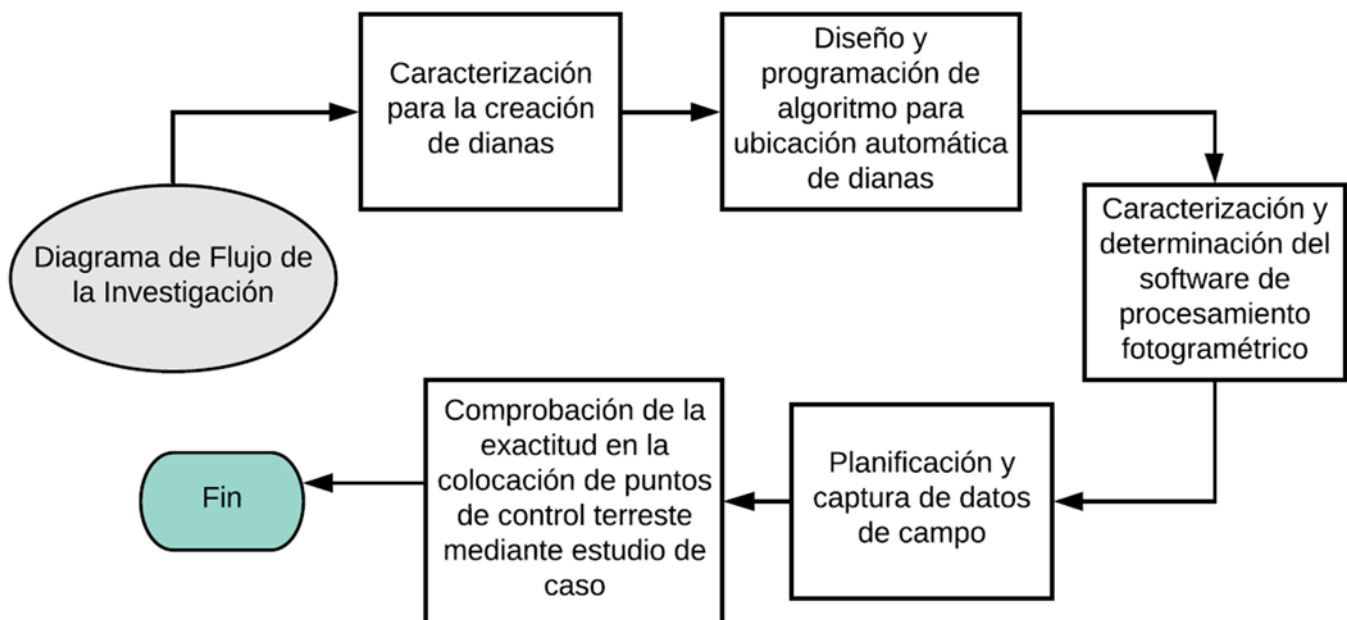 Diagrama de Flujo de
la Investigación
Caracterización
para la creación
de dianas
Diseño y
programación de
algoritmo para
ubicación automática
de dianas
Caracterización y
determinación del
software de
procesamiento
fotogramétrico
Planificación y
captura de datos
de campo
Comprobación de la
exactitud en la
colocación de puntos
de control terreste
mediante estudio de
caso
Fin